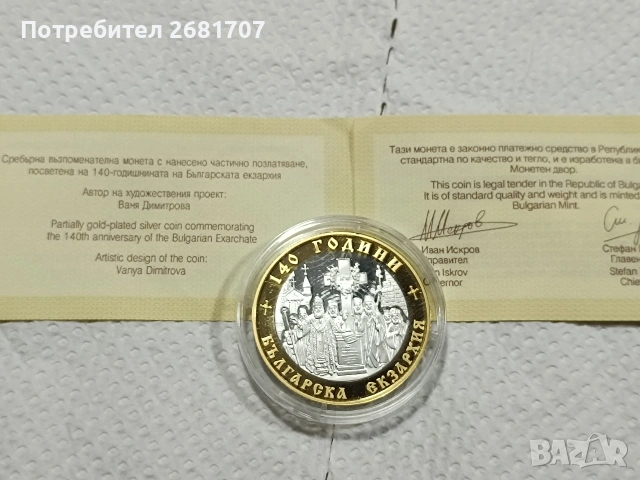 Потребител 2681707
Сребърна възпоменателна монета с нанесено частично позлатяване,
посветена на 140-годишнината на Българската екзархия
Автор на художествения проект:
Ваня Димитрова
Partially gold-plated silver coin commemorating
the 140th anniversary of the Bulgarian Exarchate
Artistic design of the coin:
Vanya Dimitrova
Тази монета е законно платежно средство в Републик
стандартна по качество и тегло, и е изработена в
Монетен двор.
This coin is legal tender in the Republic of Bulg
It is of standard quality and weight and is minted
Bulgarian Mint.
Иван Искров
правител
Iskrov
ernor
Стефан
Главен
Stefan
Chie
140 ГОДИНИ
БЪЛГАРСКА ЕКЗАРХИЯ
BAZAR